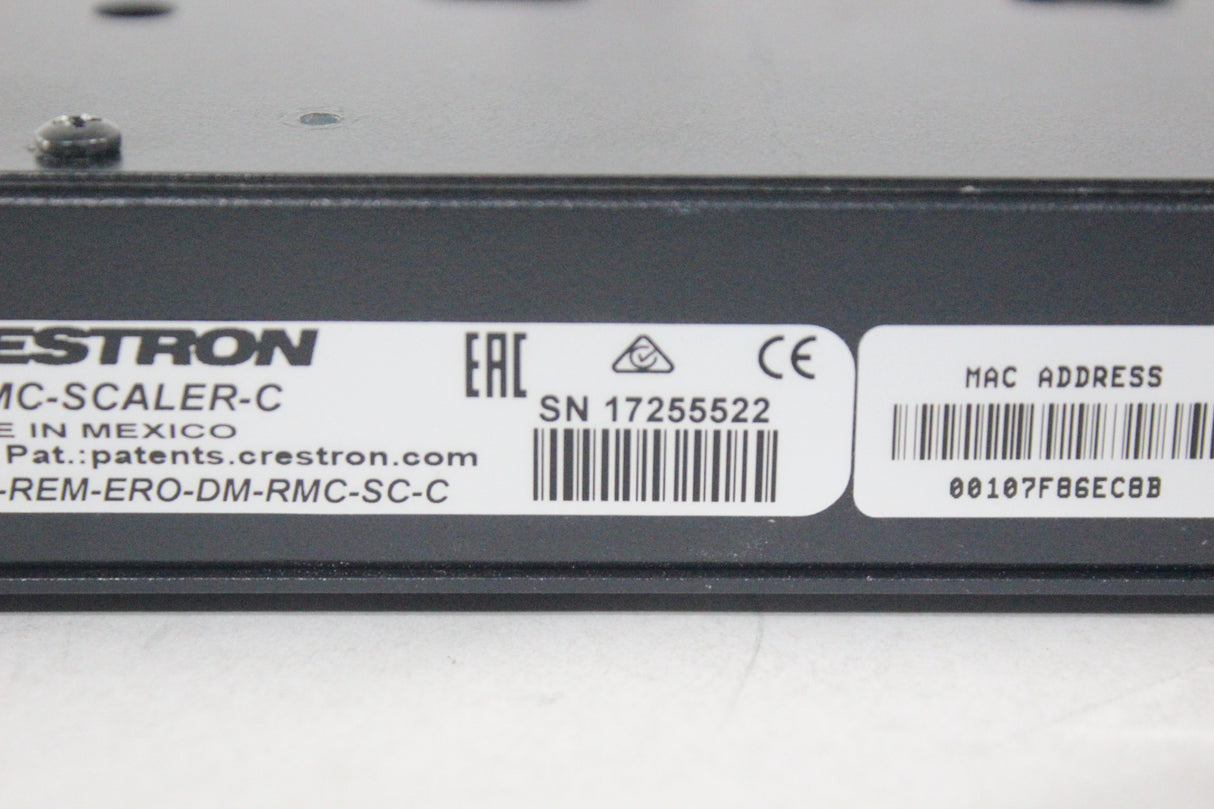 ESTRON
MC-SCALER-C
E IN MEXICO
Pat.:patents.crestron.com
-REM-ERO-DM-RMC-SC-C
EAC
CE
SN 17255522
MAC ADDRESS
00107F86EC8B